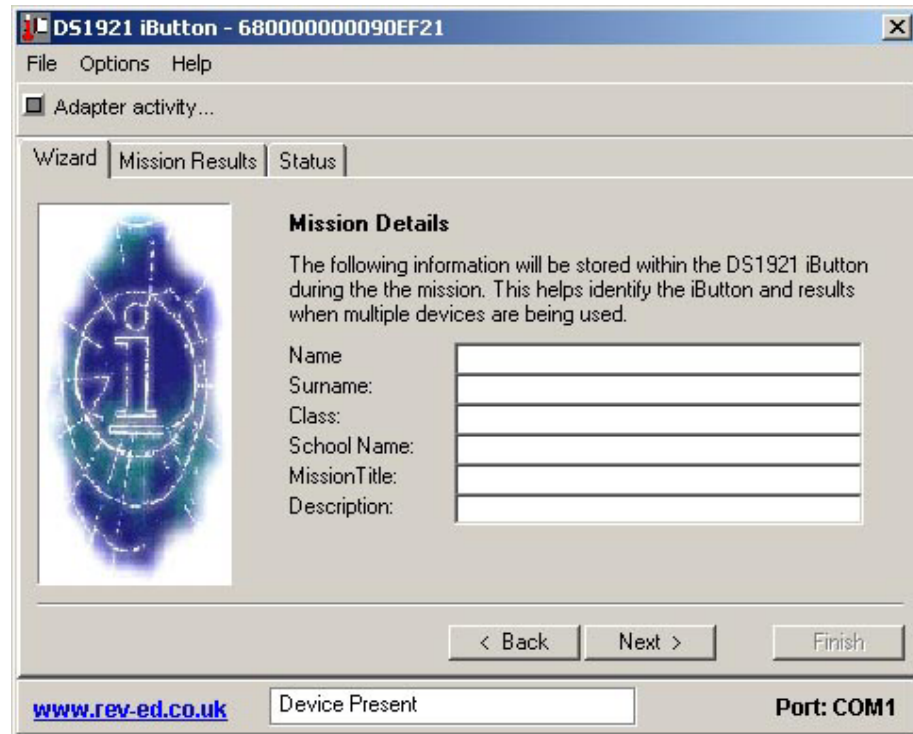 DS1921 iButton - 680000000090EF21
File Options Help
Adapter activity...
Wizard Mission Results Status
Mission Details
The following information will be stored within the DS1921 iButton
during the the mission. This helps identify the iButton and results
when multiple devices are being used.
Name
Surname:
Class:
School Name:
MissionTitle:
Description:
< Back Next > Finish
www.rev-ed.co.uk Device Present Port: COM1